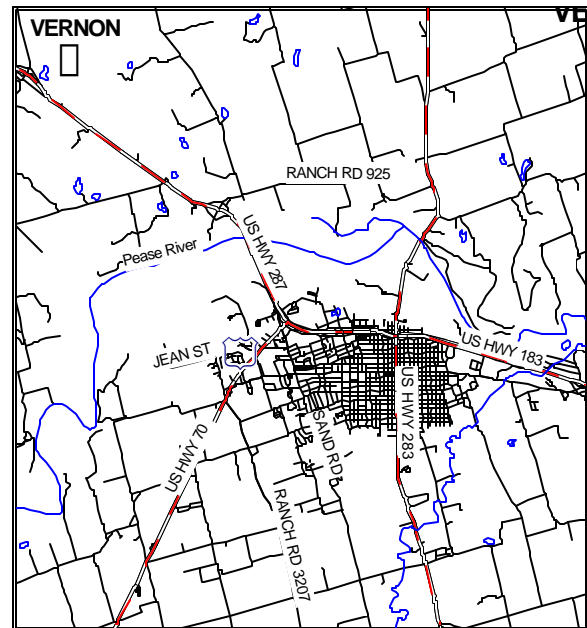 VERNON
VE
RANCH RD 925
US HWY 287
Pease River
JEAN ST
US HWY 183
US HWY 70
SAND RD
US HWY 283
RANCH RD 3207